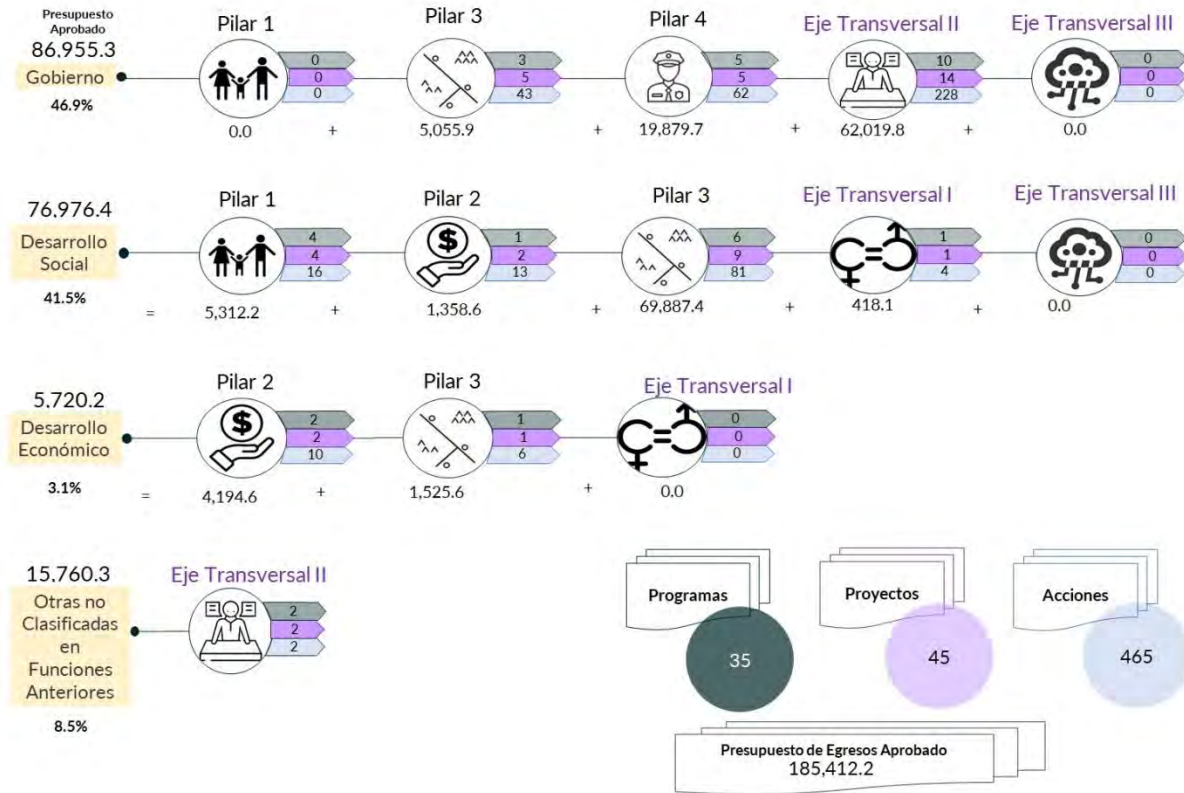 Presupuesto
Aprobado
86,955.3
Gobierno
46.9%
Pilar 1
0
0
0
0.0
+
Pilar 3
3
5
43
5,055.9
+
Pilar 4
5
5
62
19,879.7
+
Eje Transversal II
10
14
228
62,019.8
+
Eje Transversal III
0
0
0
0.0
76,976.4
Desarrollo
Social
41.5%
=
Pilar 1
4
4
16
5,312.2
+
Pilar 2
$
1
2
13
1,358.6
+
Pilar 3
6
9
81
69,887.4
+
Eje Transversal I
1
1
4
418.1
+
Eje Transversal III
0
0
0
0.0
5.720.2
Desarrollo
Económico
3.1%
=
Pilar 2
$
2
2
10
4,194.6
+
Pilar 3
1
1
6
1,525.6
+
Eje Transversal I
0
0
0
0.0
15.760.3
Otras no
Clasificadas
en
Funciones
Anteriores
8.5%
Eje Transversal II
2
2
2
Programas
35
Proyectos
45
Acciones
465
Presupuesto de Egresos Aprobado
185,412.2